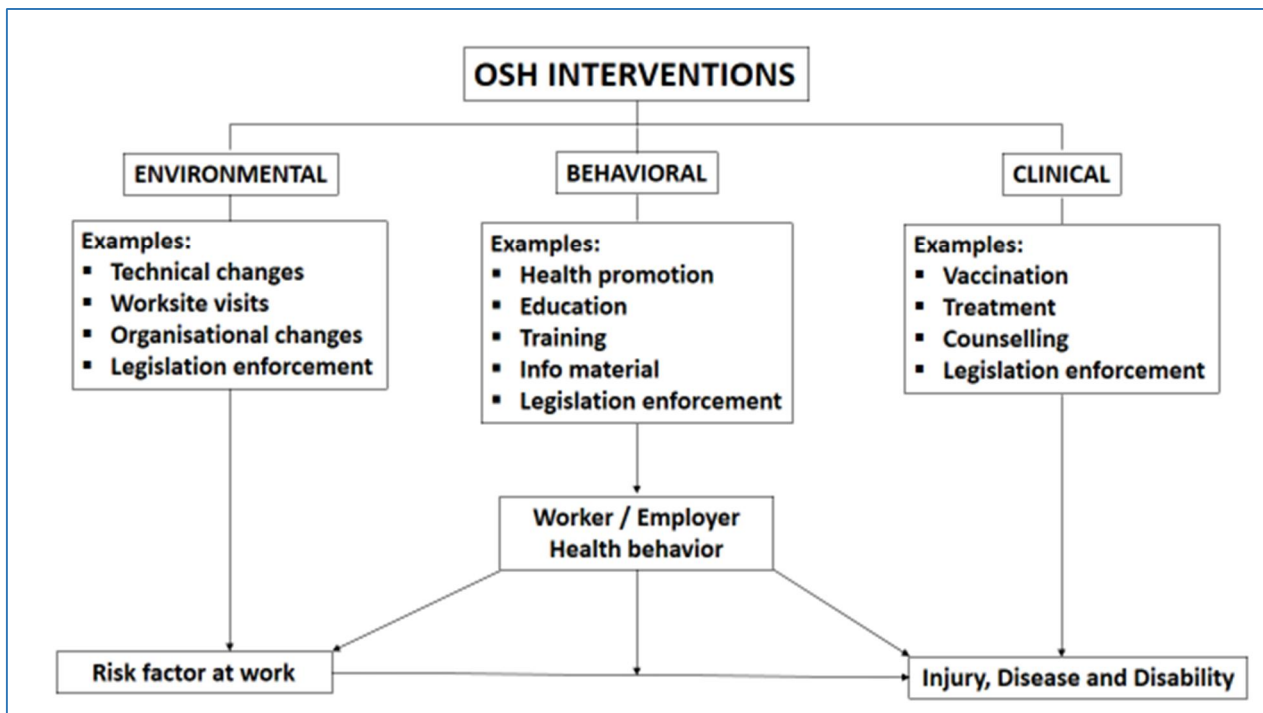 OSH INTERVENTIONS
ENVIRONMENTAL
BEHAVIORAL
CLINICAL
Examples:
▪ Technical changes
▪ Worksite visits
▪ Organisational changes
▪ Legislation enforcement
Examples:
▪ Health promotion
▪ Education
▪ Training
▪ Info material
▪ Legislation enforcement
Examples:
▪ Vaccination
▪ Treatment
▪ Counselling
▪ Legislation enforcement
Worker / Employer
Health behavior
Risk factor at work
Injury, Disease and Disability